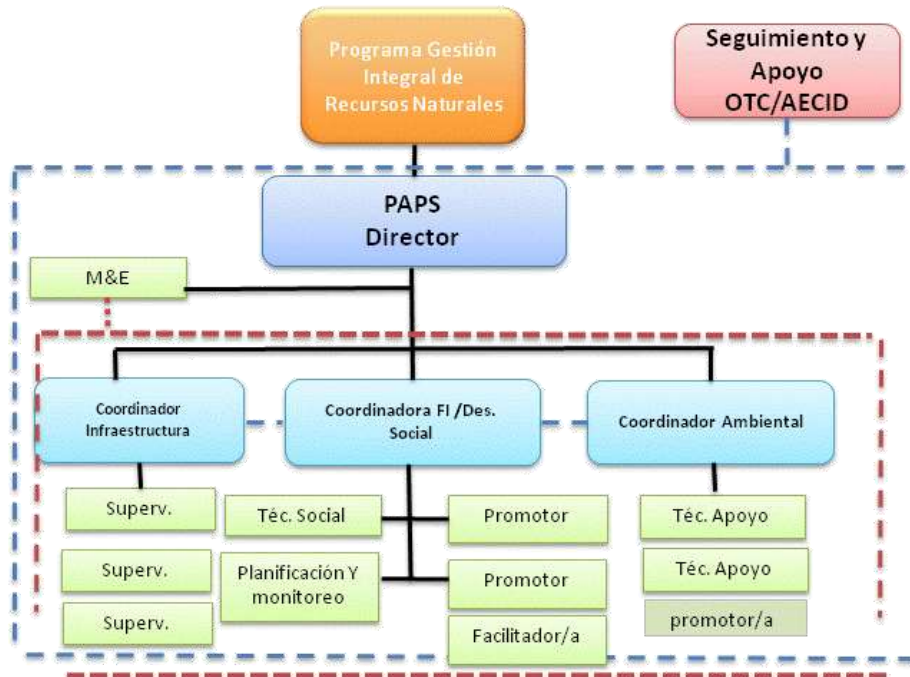 Programa Gestión
Integral de
Recursos Naturales
Seguimiento y
Apoyo
OTC/AECID
PAPS
Director
M&E
Coordinador
Infraestructura
Coordinadora FI /Des.
Social
Coordinador Ambiental
Superv.
Téc. Social
Promotor
Téc. Apoyo
Superv.
Planificación Y
monitoreo
Promotor
Téc. Apoyo
Superv.
Facilitador/a
promotor/a